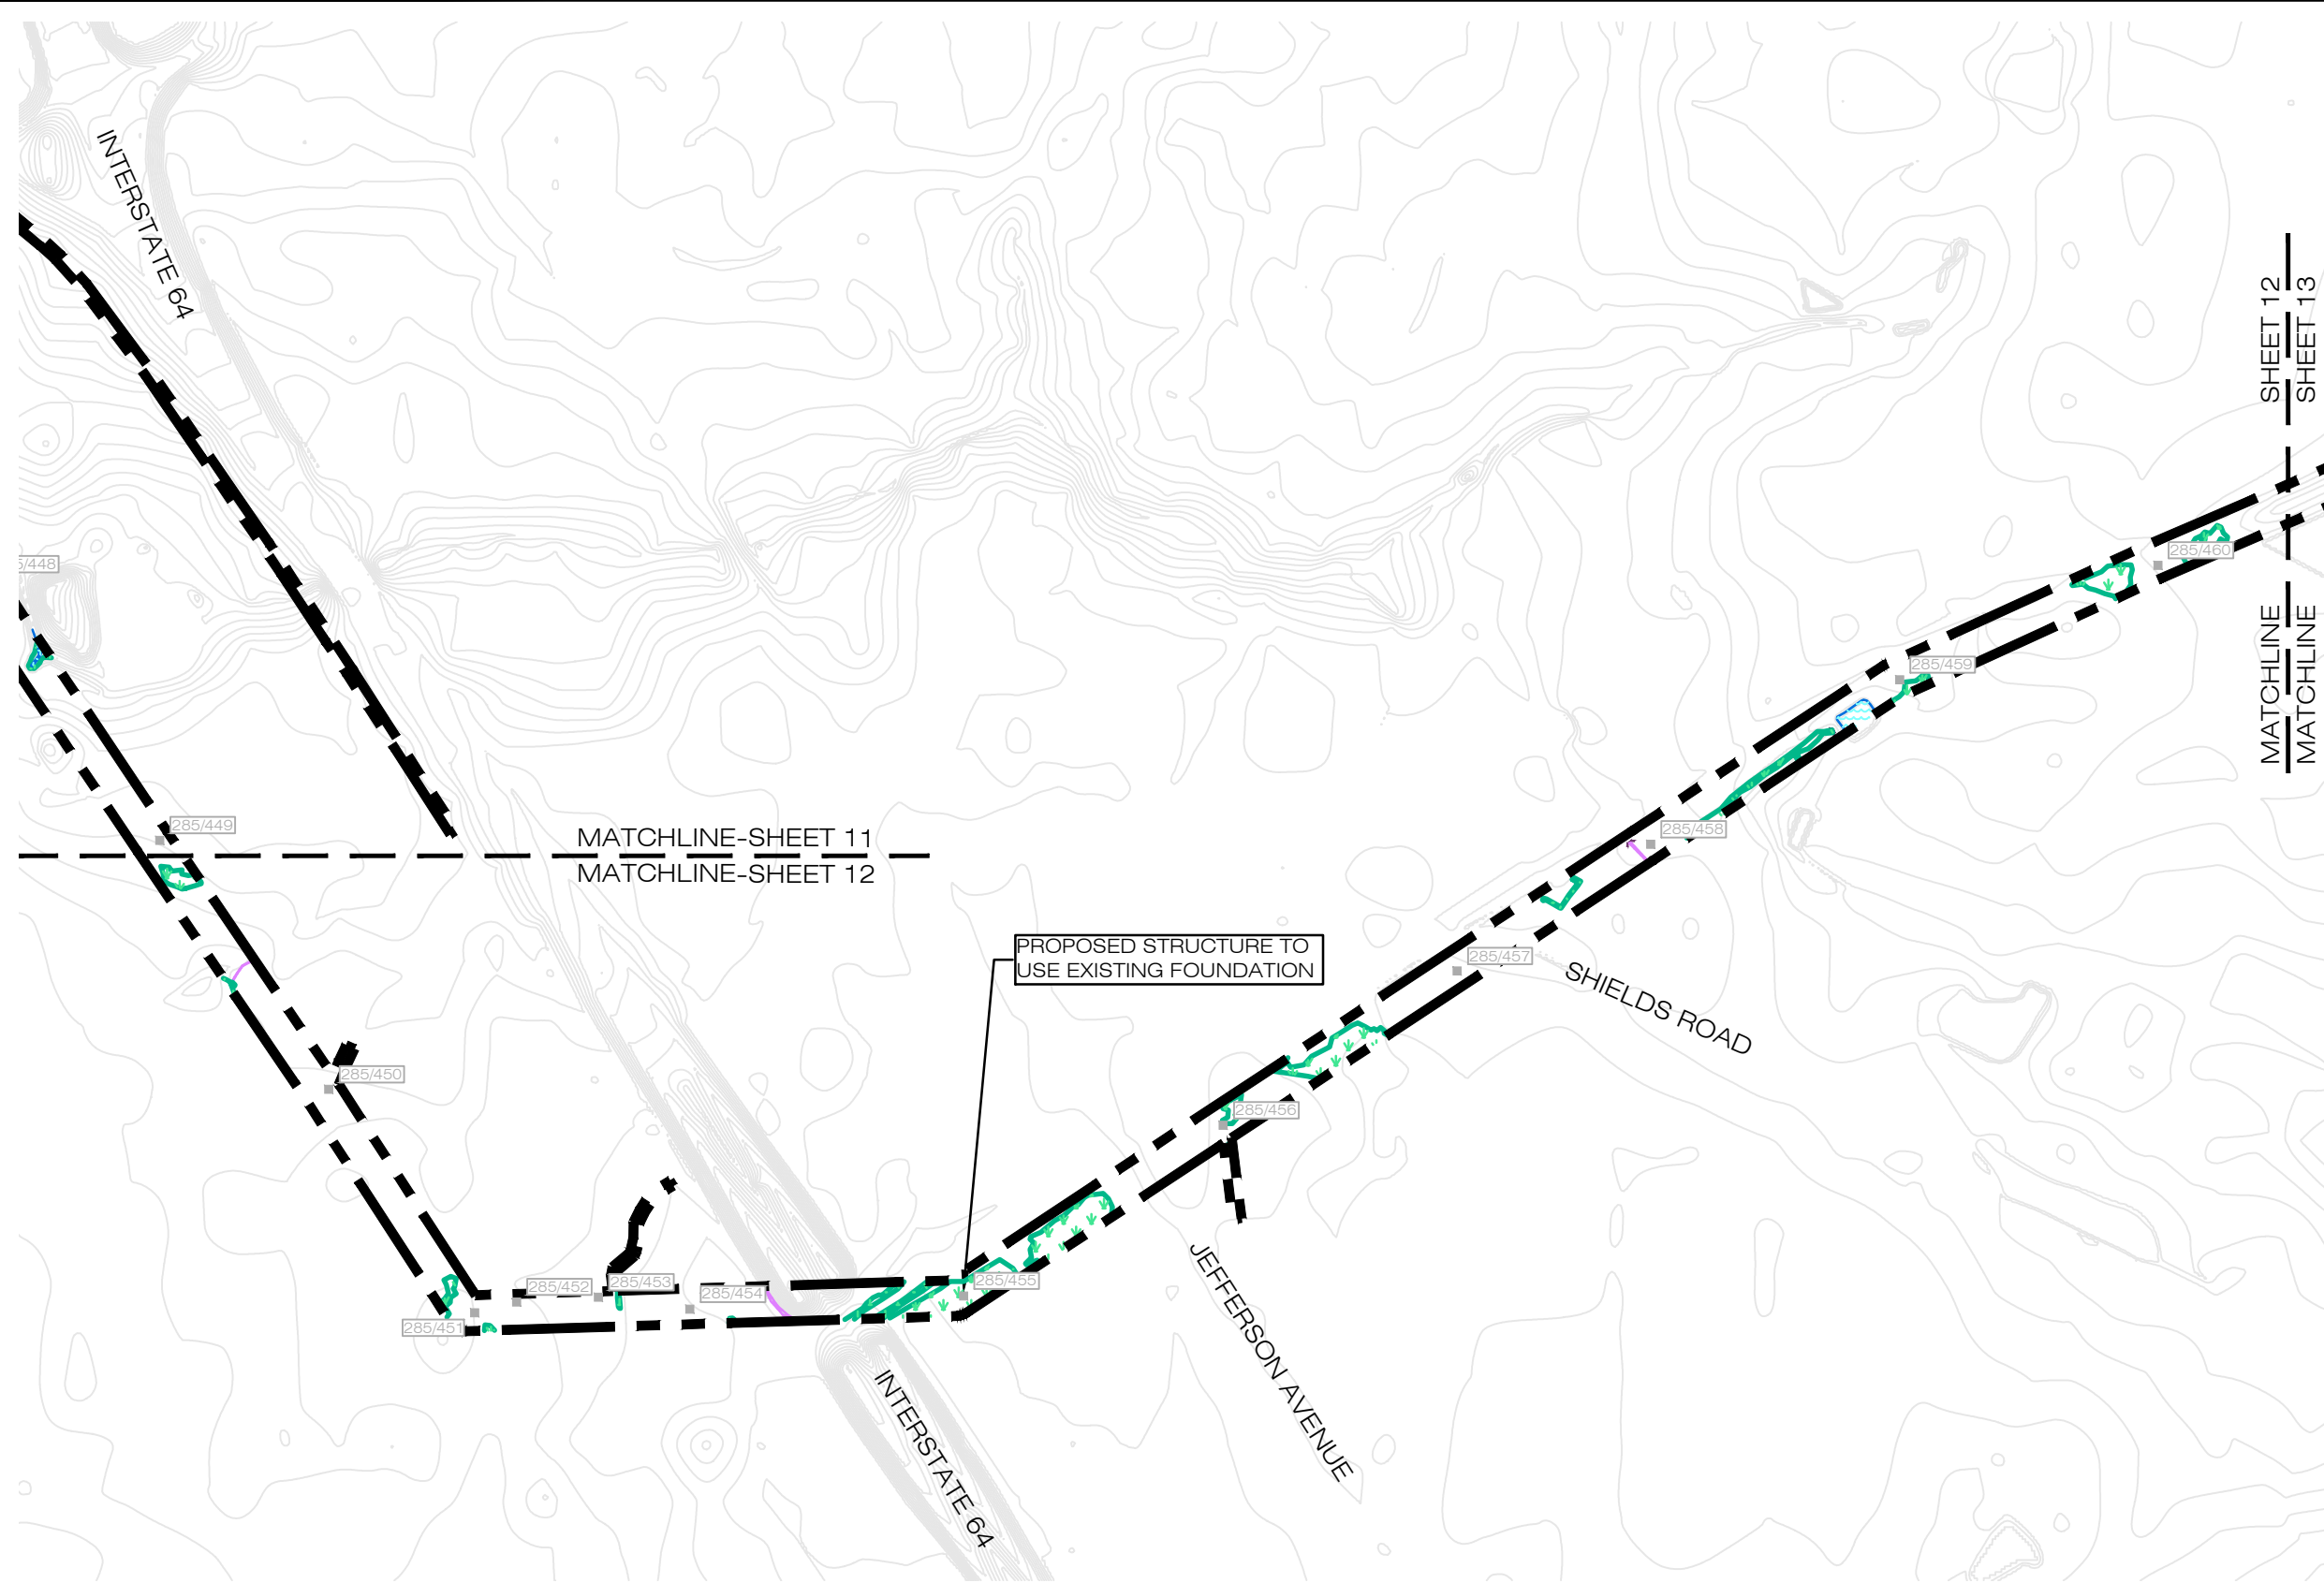 INTERSTATE 64
SHEET 12
SHEET 13
MATCHLINE
MATCHLINE
5/448
285/449
MATCHLINE-SHEET 11
MATCHLINE-SHEET 12
PROPOSED STRUCTURE TO
USE EXISTING FOUNDATION
285/450
285/451
285/452
285/453
285/454
285/455
285/456
285/457
285/458
285/459
285/460
SHIELDS ROAD
JEFFERSON AVENUE
INTERSTATE 64